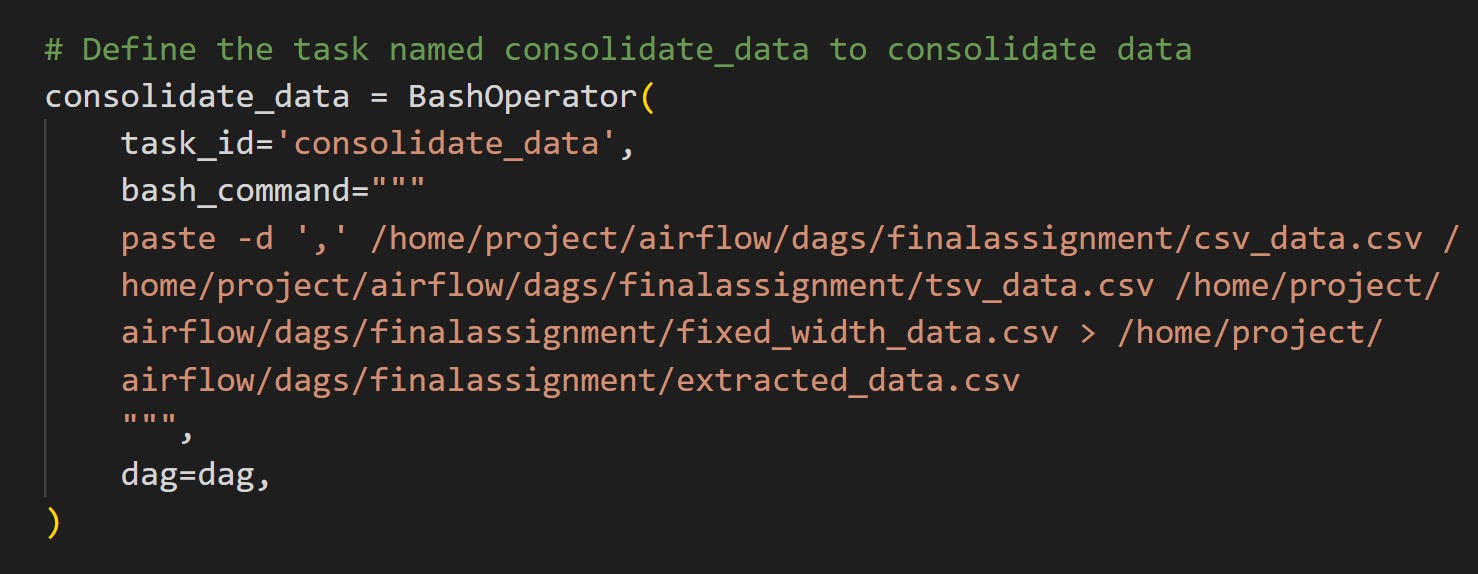 # Define the task named consolidate_data to consolidate data
consolidate_data = BashOperator(
    task_id='consolidate_data',
    bash_command="""
    paste -d ',' /home/project/airflow/dags/finalassignment/csv_data.csv /
    home/project/airflow/dags/finalassignment/tsv_data.csv /home/project/
    airflow/dags/finalassignment/fixed_width_data.csv > /home/project/
    airflow/dags/finalassignment/extracted_data.csv
    """,
    dag=dag,
)